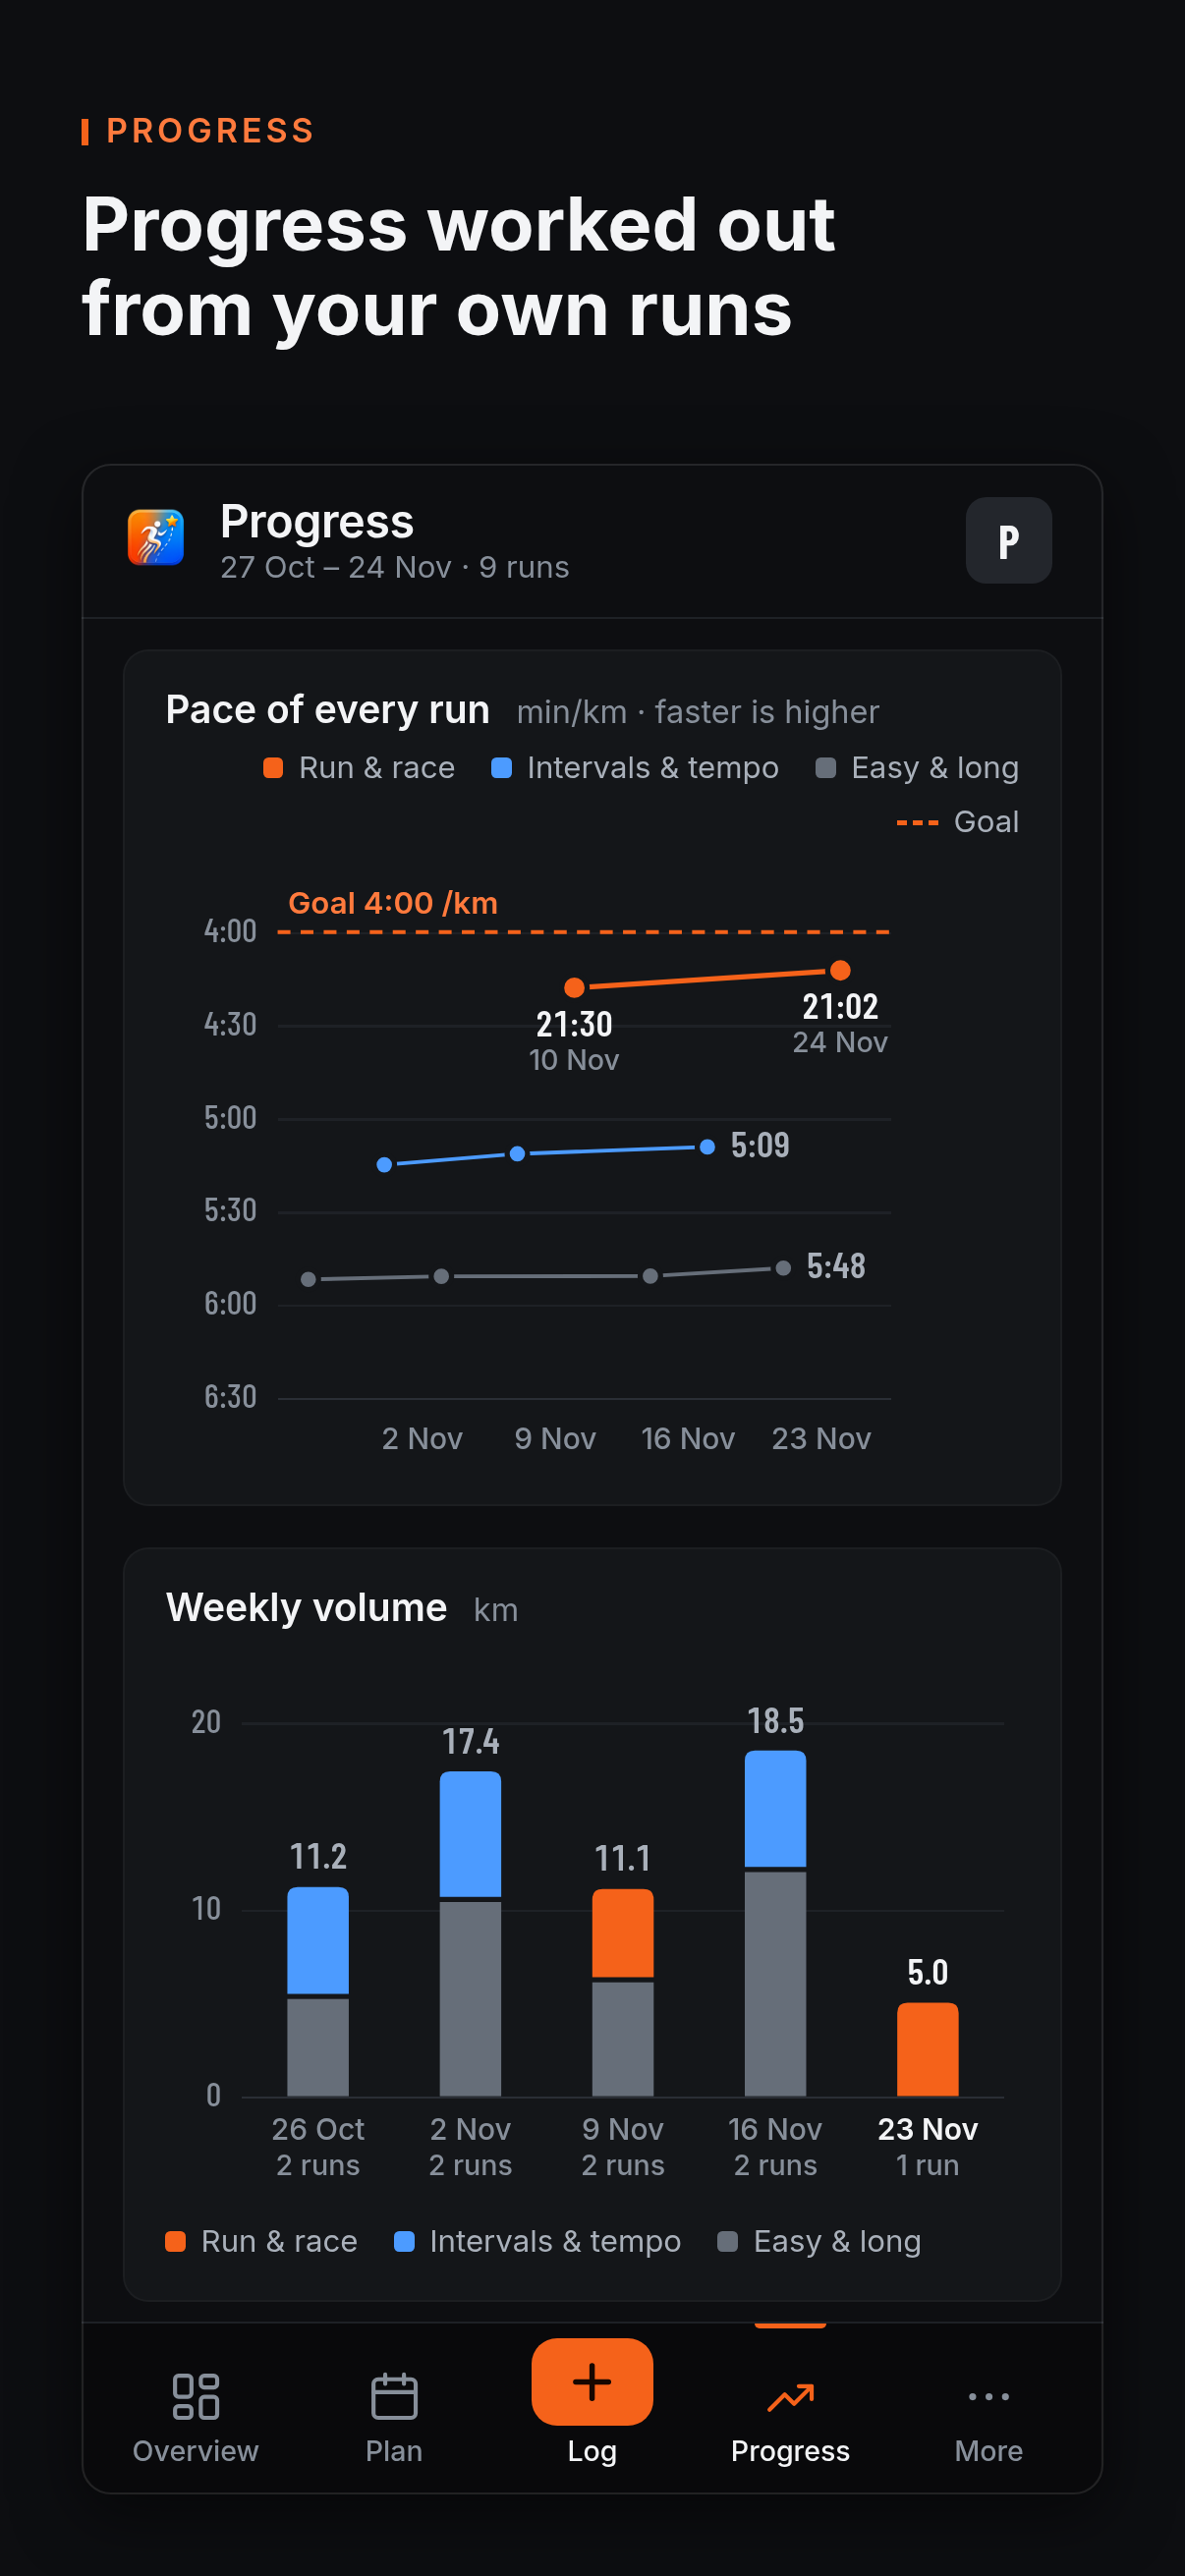 PROGRESS
Progress worked out
from your own runs
Progress
27 Oct – 24 Nov · 9 runs
P
Pace of every run min/km · faster is higher
Run & race Intervals & tempo Easy & long
Goal
Goal 4:00 /km
4:00
4:30
21:30
10 Nov
21:02
24 Nov
5:00
5:09
5:30
5:48
6:00
6:30
2 Nov 9 Nov 16 Nov 23 Nov
Weekly volume km
20
10
0
11.2
17.4
11.1
18.5
5.0
26 Oct 2 Nov 9 Nov 16 Nov 23 Nov
2 runs 2 runs 2 runs 2 runs 1 run
Run & race Intervals & tempo Easy & long
Overview Plan Log Progress More